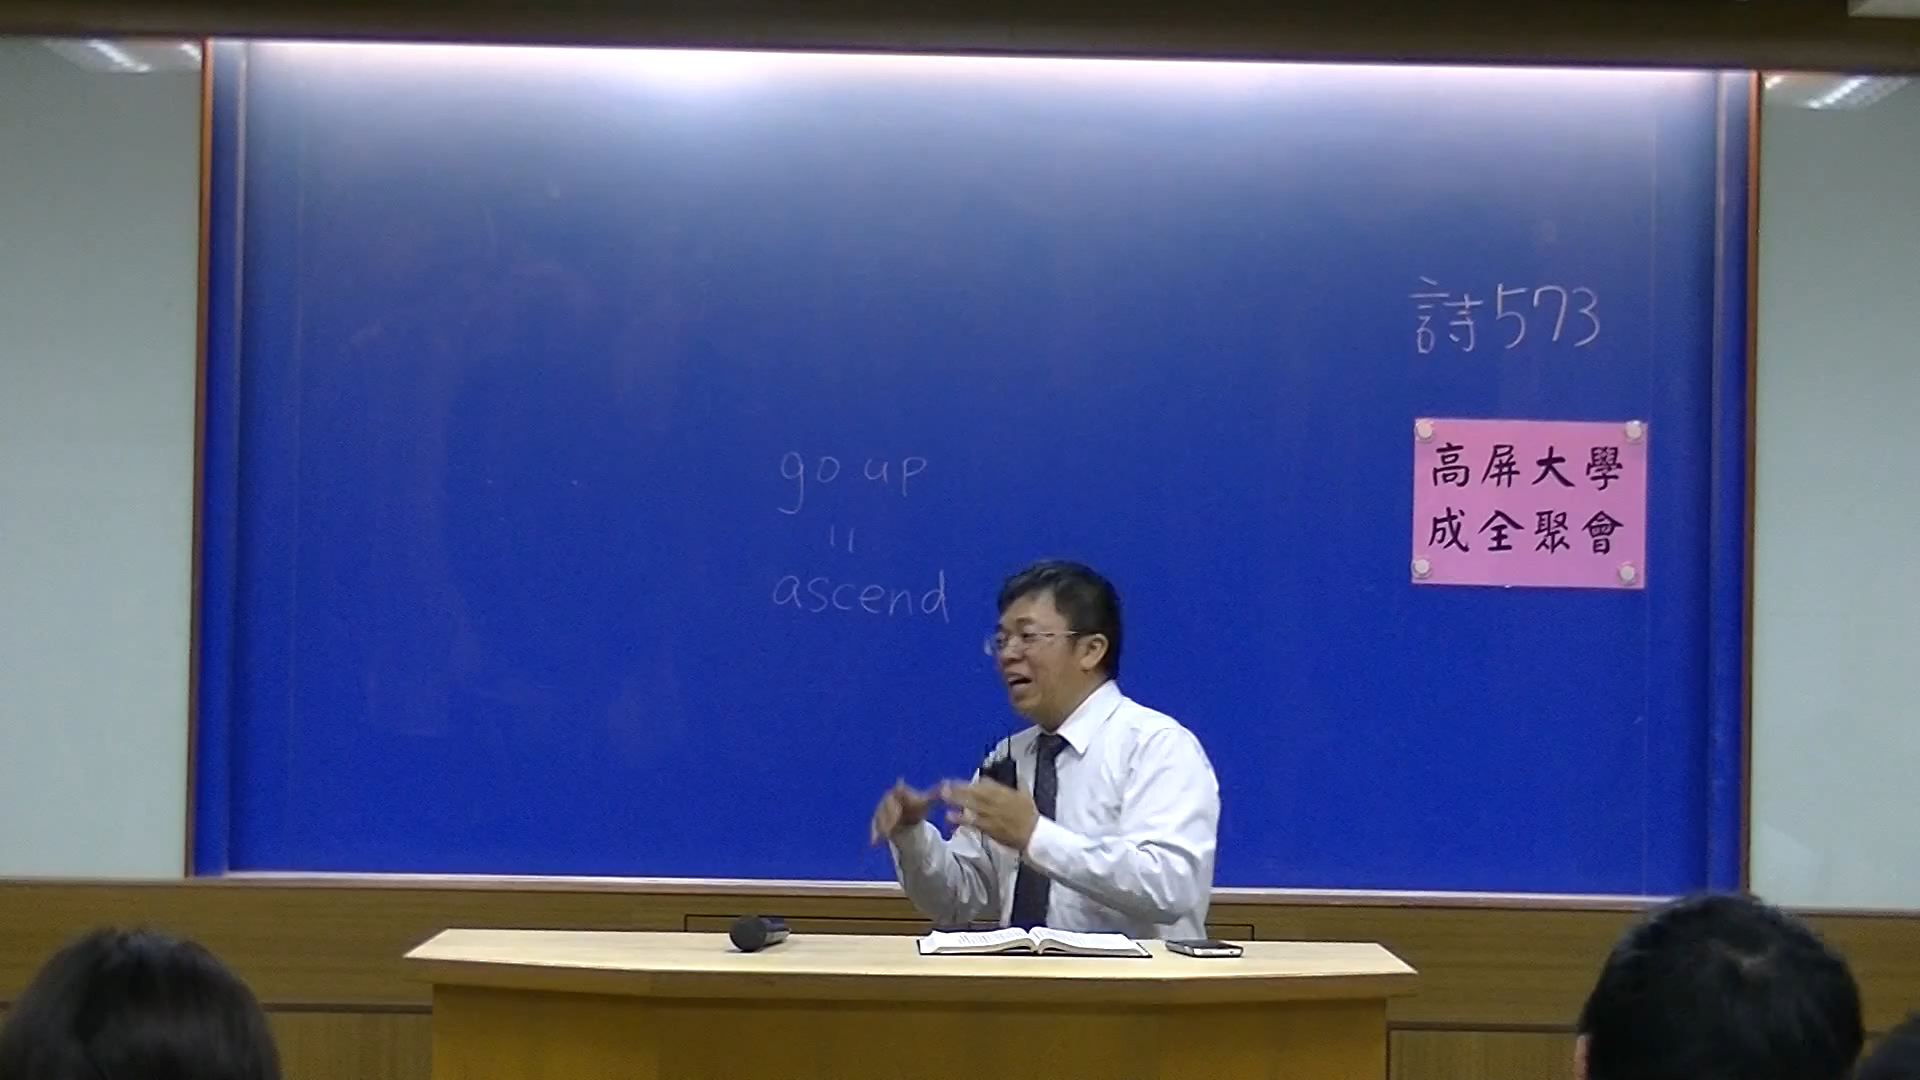 詩573
高屏大學
成全聚會
go up
=
ascend